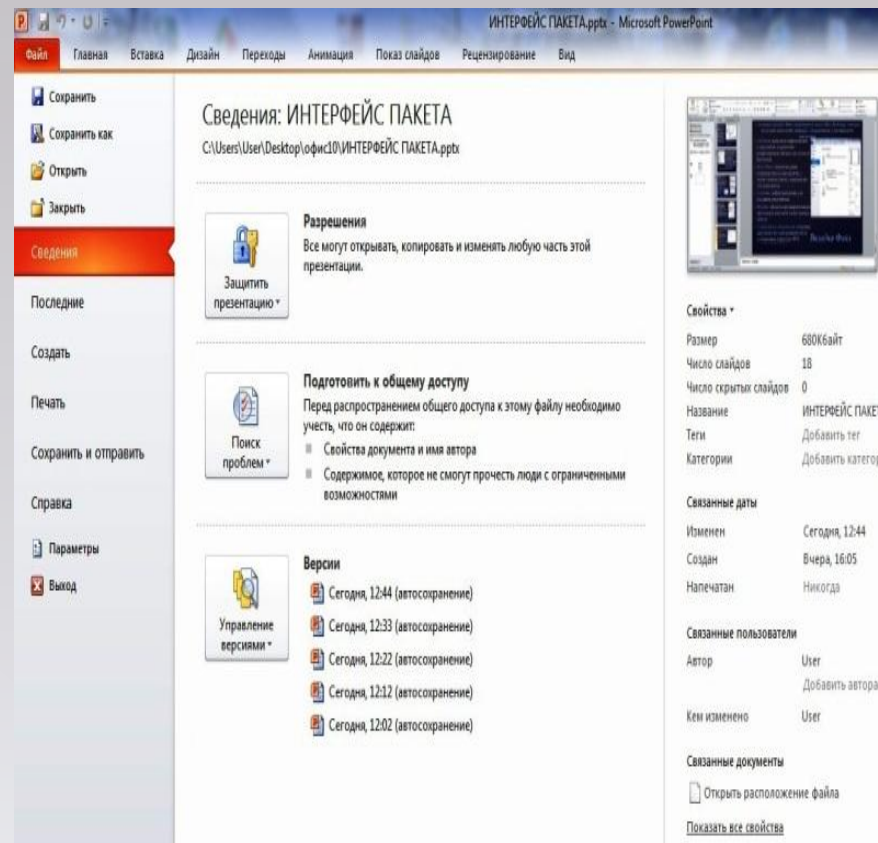 ИНТЕРФЕЙС ПАКЕТА.pptx - Microsoft PowerPoint
Файл Главная Вставка Дизайн Переходы Анимация Показ слайдов Рецензирование Вид
Сохранить
Сохранить как
Открыть
Закрыть
Сведения
Последние
Создать
Печать
Сохранить и отправить
Справка
Параметры
Выход
Сведения: ИНТЕРФЕЙС ПАКЕТА
C:\Users\User\Desktop\офис10\ИНТЕРФЕЙС ПАКЕТА.pptx
Защитить
презентацию
Разрешения
Все могут открывать, копировать и изменять любую часть этой
презентации.
Поиск
проблем
Подготовить к общему доступу
Перед распространением общего доступа к этому файлу необходимо
учесть, что он содержит:
Свойства документа и имя автора
Содержимое, которое не смогут прочесть люди с ограниченными
возможностями
Управление
версиями
Версии
Сегодня, 12:44 (автосохранение)
Сегодня, 12:33 (автосохранение)
Сегодня, 12:22 (автосохранение)
Сегодня, 12:12 (автосохранение)
Сегодня, 12:02 (автосохранение)
Свойства
Размер 680Кбайт
Число слайдов 18
Число скрытых слайдов 0
Название ИНТЕРФЕЙС ПАКЕТ
Теги Добавить тег
Категории Добавить категор
Связанные даты
Изменен Сегодня, 12:44
Создан Вчера, 16:05
Напечатан Никогда
Связанные пользователи
Автор User
Добавить автора
Кем изменено User
Связанные документы
Открыть расположение файла
Показать все свойства